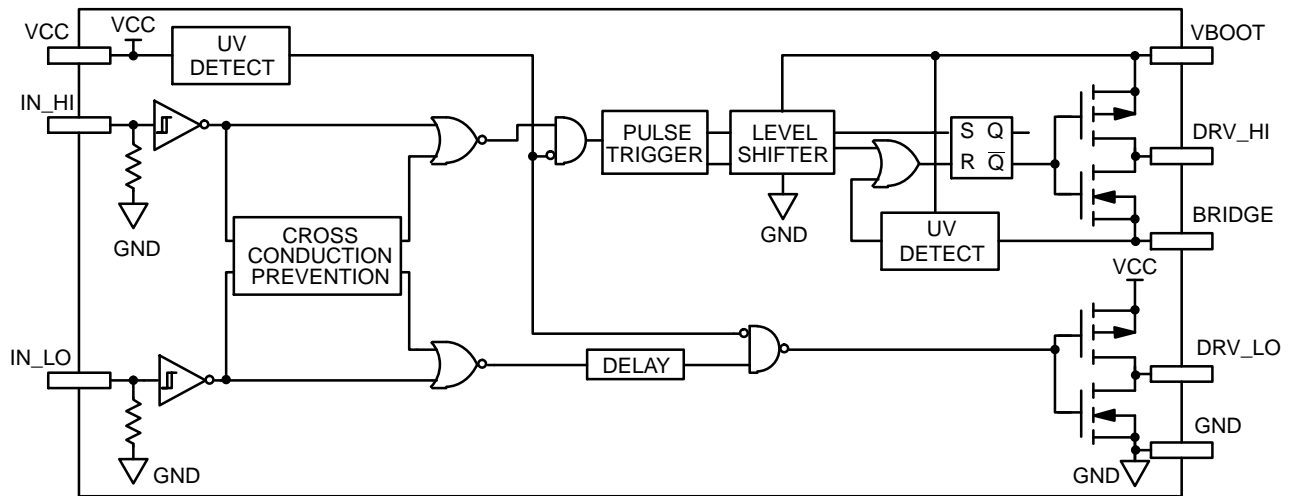 VCC
VCC
UV
DETECT
VBOOT
IN_HI
GND
PULSE
TRIGGER
LEVEL
SHIFTER
GND
S Q
R Q̅
DRV_HI
UV
DETECT
BRIDGE
CROSS
CONDUCTION
PREVENTION
VCC
IN_LO
GND
DELAY
DRV_LO
GND
GND